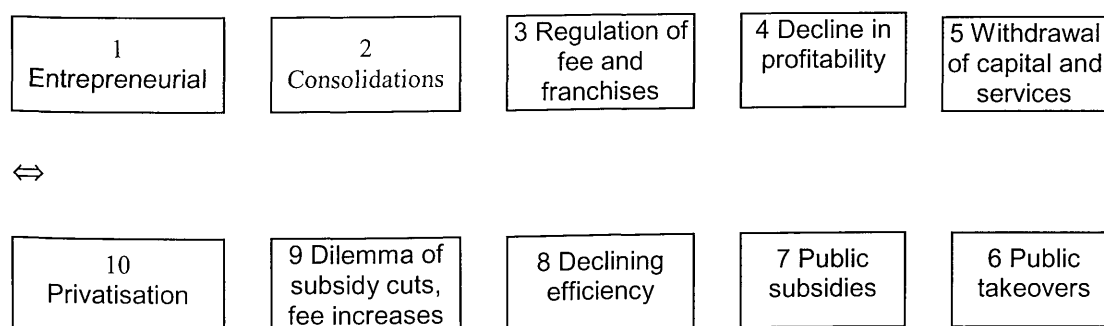 1
Entrepreneurial
2
Consolidations
3 Regulation of
fee and
franchises
4 Decline in
profitability
5 Withdrawal
of capital and
services
⇔
10
Privatisation
9 Dilemma of
subsidy cuts,
fee increases
8 Declining
efficiency
7 Public
subsidies
6 Public
takeovers